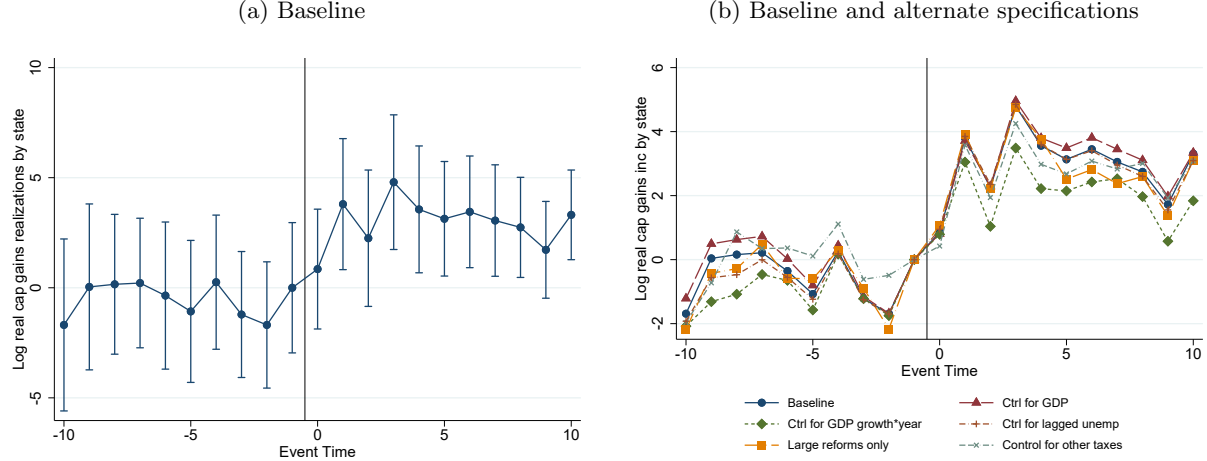 (a) Baseline
Log real cap gains realizations by state
10
5
0
-5
-10
-5
0
5
10
Event Time
(b) Baseline and alternate specifications
Log real cap gains inc by state
6
4
2
0
-2
-10
-5
0
5
10
Event Time
Baseline
Ctrl for GDP
Ctrl for GDP growth*year
Ctrl for lagged unemp
Large reforms only
Control for other taxes